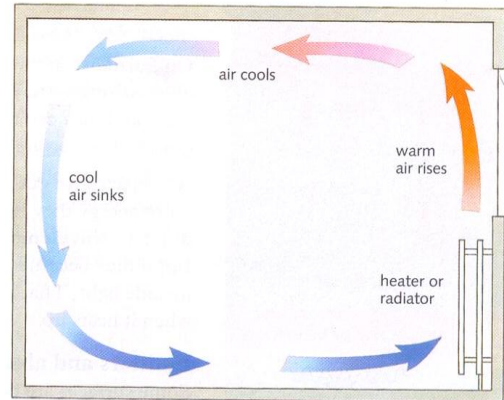 air cools
warm
air rises
cool
air sinks
heater or
radiator